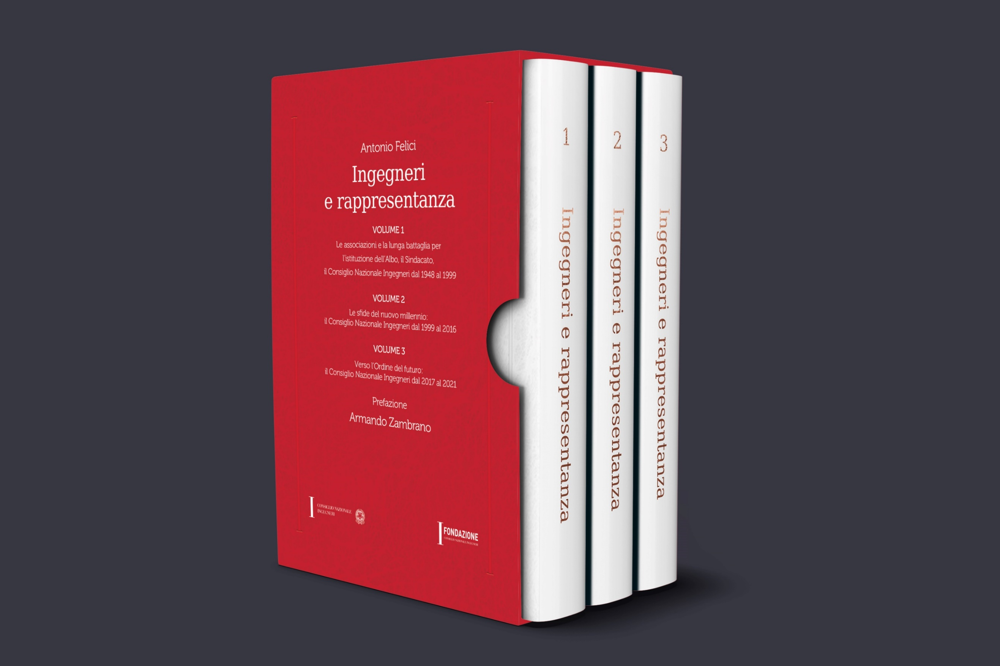 Antonio Felici
Ingegneri
e rappresentanza
VOLUME 1
Le associazioni e la lunga battaglia per
l'istituzione dell'Albo, il Sindacato,
il Consiglio Nazionale Ingegneri dal 1948 al 1999
VOLUME 2
Le sfide del nuovo millennio:
il Consiglio Nazionale Ingegneri dal 1999 al 2016
VOLUME 3
Verso l'Ordine del futuro:
il Consiglio Nazionale Ingegneri dal 2017 al 2021
Prefazione
Armando Zambrano
I CONSIGLIO NAZIONALE
INGEGNERI
I FONDAZIONE
CONSIGLIO NAZIONALE INGEGNERI
1
Ingegneri e rappresentanza
2
Ingegneri e rappresentanza
3
Ingegneri e rappresentanza